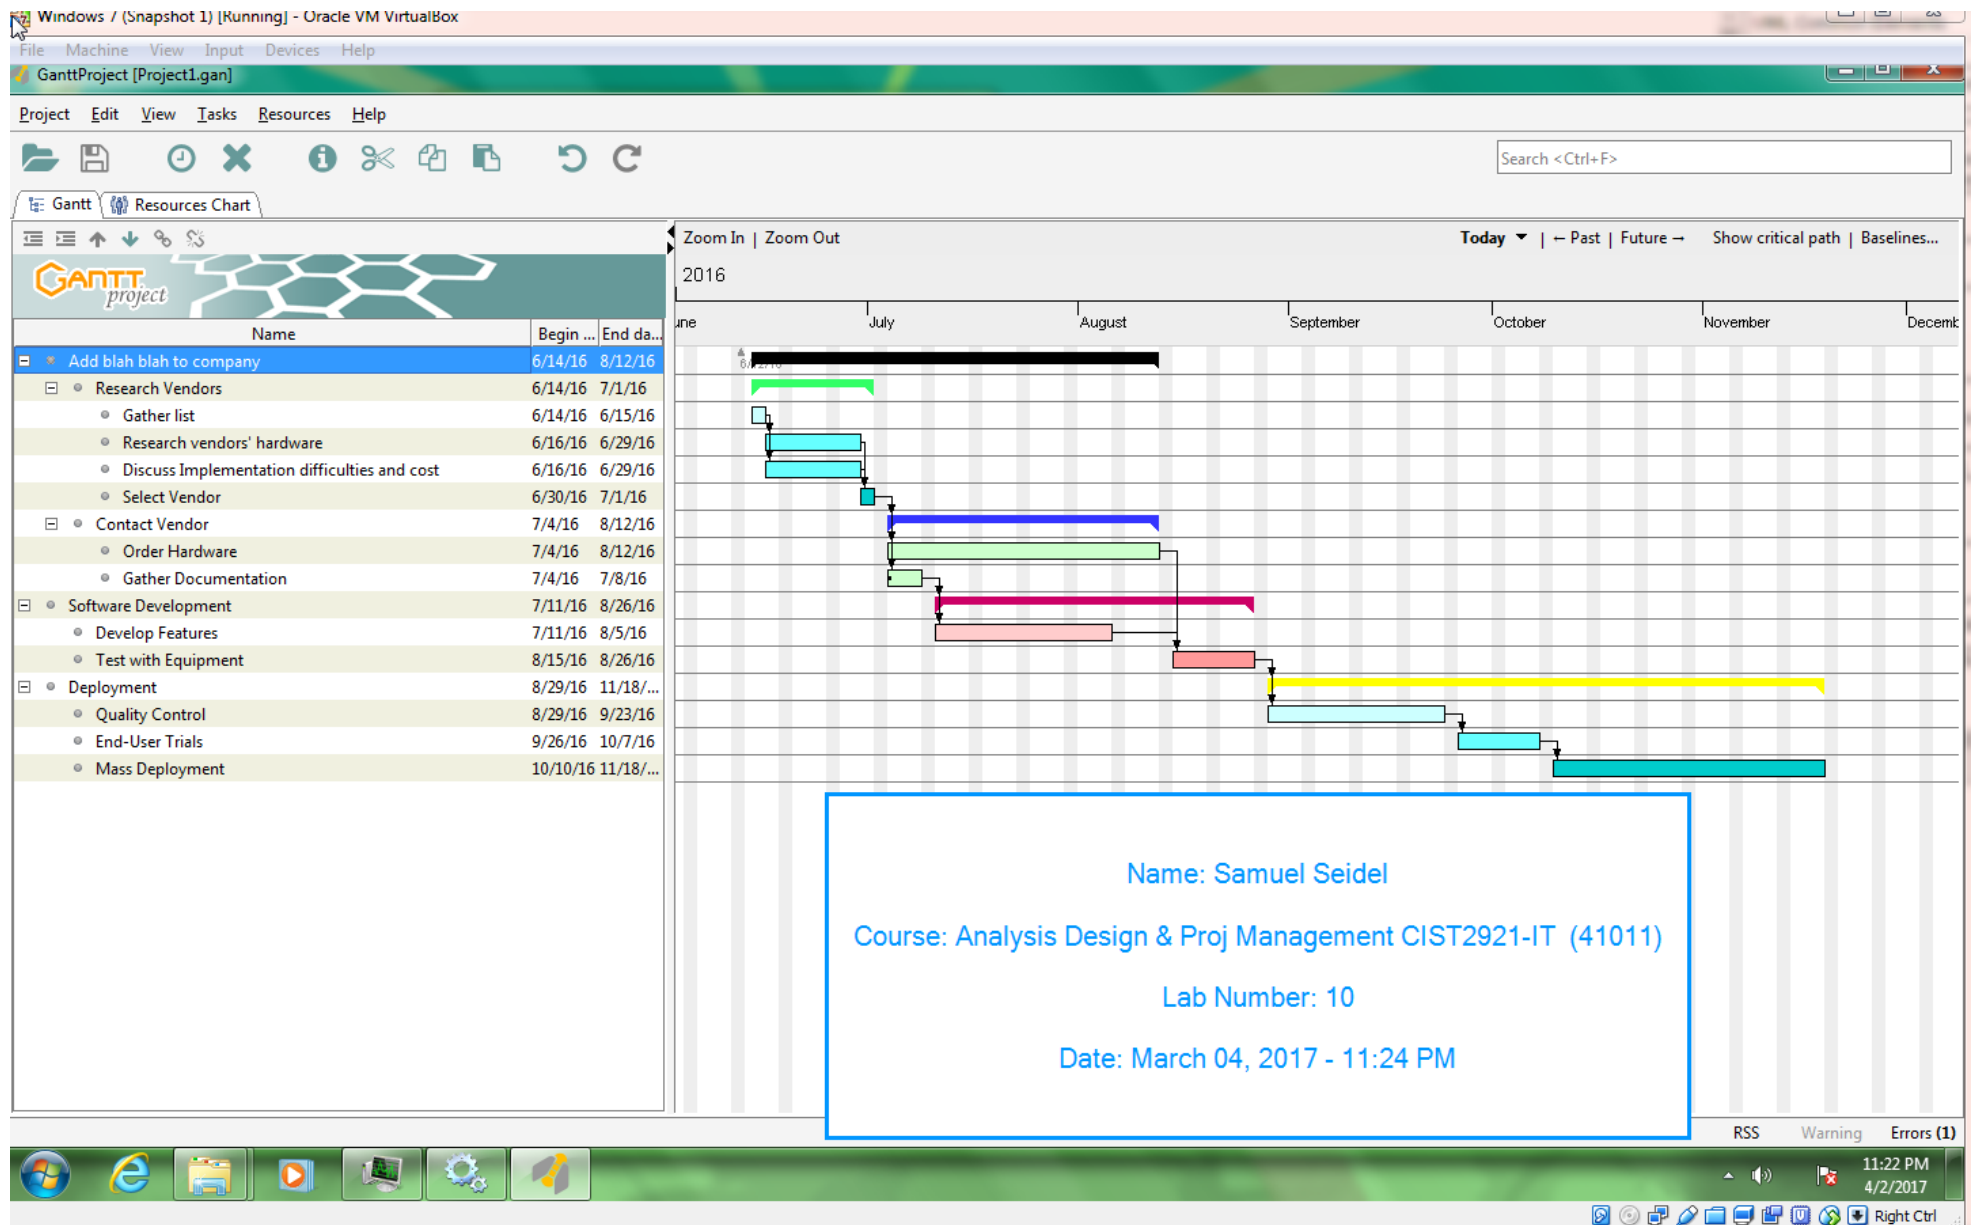 Windows 7 (Snapshot 1) [Running] - Oracle VM VirtualBox
File Machine View Input Devices Help
GanttProject [Project1.gan]
Project Edit View Tasks Resources Help
Search <Ctrl+F>
Gantt Resources Chart
Zoom In | Zoom Out Today | ← Past | Future → Show critical path | Baselines...
GANTT project
2016
June July August September October November Decemb
Name Begin ... End da...
Add blah blah to company 6/14/16 8/12/16
Research Vendors 6/14/16 7/1/16
Gather list 6/14/16 6/15/16
Research vendors' hardware 6/16/16 6/29/16
Discuss Implementation difficulties and cost 6/16/16 6/29/16
Select Vendor 6/30/16 7/1/16
Contact Vendor 7/4/16 8/12/16
Order Hardware 7/4/16 8/12/16
Gather Documentation 7/4/16 7/8/16
Software Development 7/11/16 8/26/16
Develop Features 7/11/16 8/5/16
Test with Equipment 8/15/16 8/26/16
Deployment 8/29/16 11/18/...
Quality Control 8/29/16 9/23/16
End-User Trials 9/26/16 10/7/16
Mass Deployment 10/10/16 11/18/...
Name: Samuel Seidel
Course: Analysis Design & Proj Management CIST2921-IT (41011)
Lab Number: 10
Date: March 04, 2017 - 11:24 PM
RSS Warning Errors (1)
11:22 PM
4/2/2017
Right Ctrl